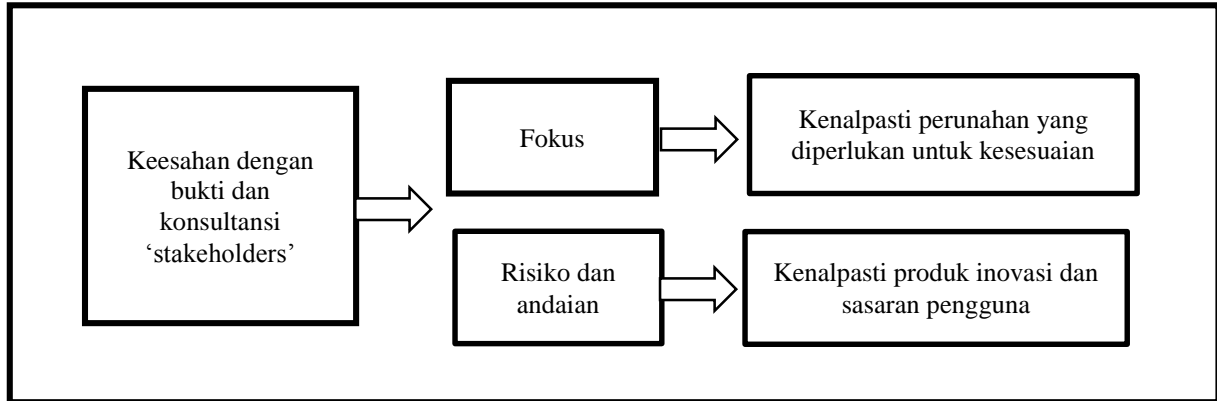 Keesahan dengan
bukti dan
konsultansi
‘stakeholders’
Fokus
Kenalpasti perunahan yang
diperlukan untuk kesesuaian
Risiko dan
andaian
Kenalpasti produk inovasi dan
sasaran pengguna